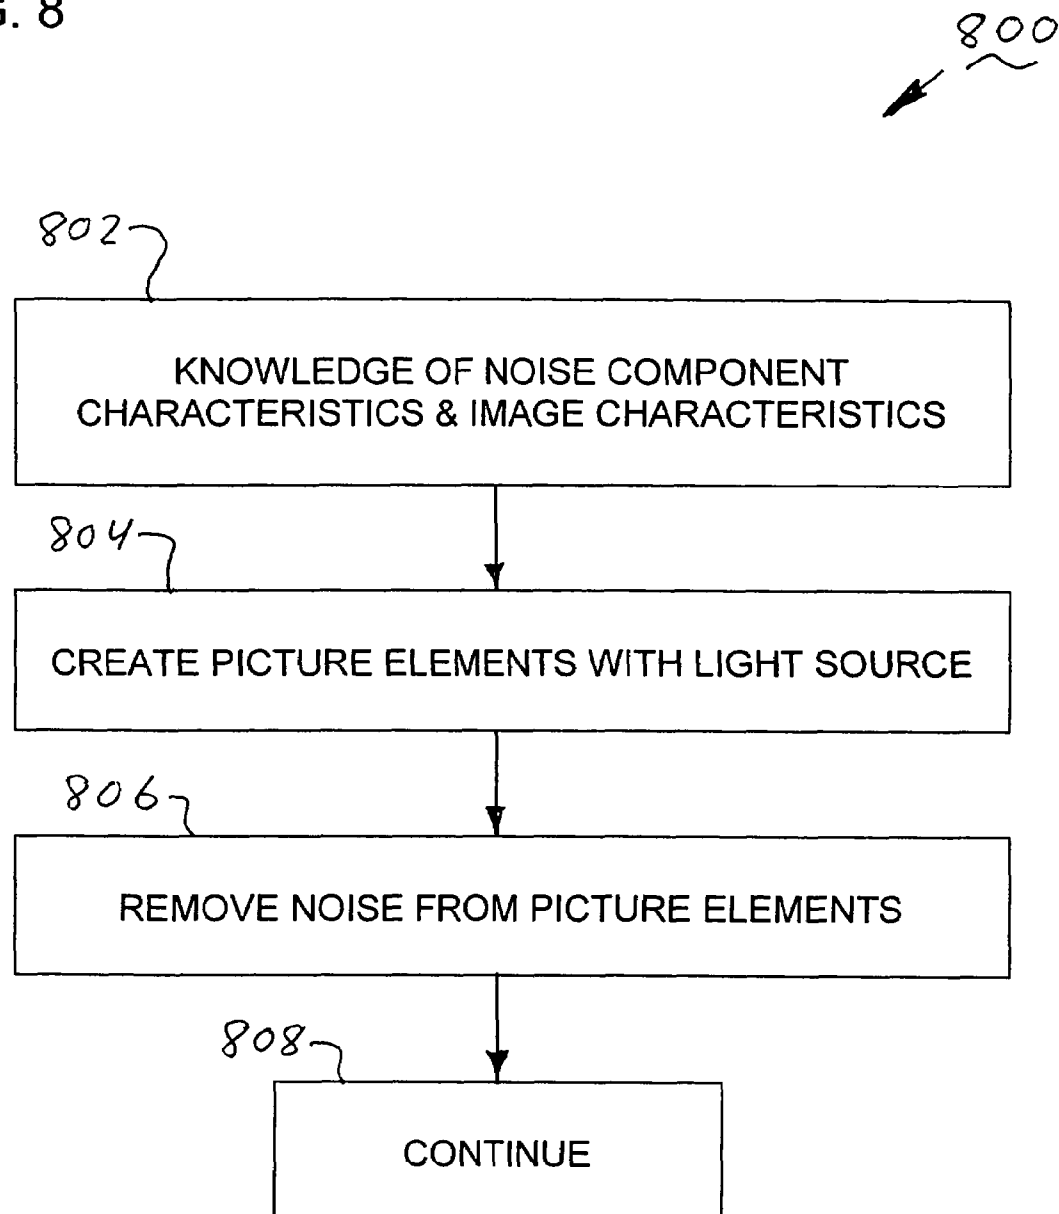 G. 8
800
802
KNOWLEDGE OF NOISE COMPONENT
CHARACTERISTICS & IMAGE CHARACTERISTICS
804
CREATE PICTURE ELEMENTS WITH LIGHT SOURCE
806
REMOVE NOISE FROM PICTURE ELEMENTS
808
CONTINUE